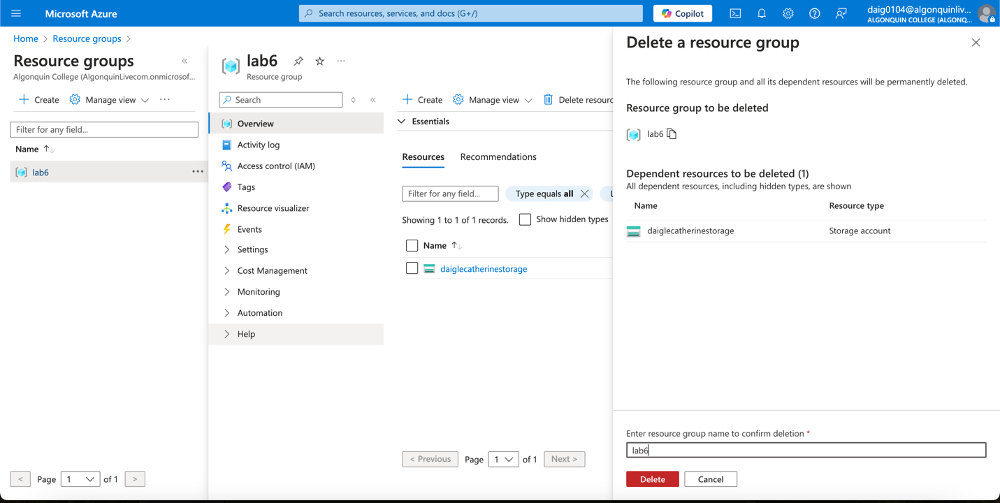 Microsoft Azure
Search resources, services, and docs (G+/)
Copilot
daig0104@algonquinliv...
ALGONQUIN COLLEGE (ALGONQ...
Home > Resource groups >
Resource groups
Algonquin College (AlgonquinLivecom.onmicrosof...
Create Manage view ...
Filter for any field...
Name
lab6 ...
< Page 1 of 1 >
lab6 ...
Resource group
Search
Overview
Activity log
Access control (IAM)
Tags
Resource visualizer
Events
Settings
Cost Management
Monitoring
Automation
Help
Create Manage view Delete resourc
Essentials
Resources Recommendations
Filter for any field... Type equals all
Showing 1 to 1 of 1 records. Show hidden types
Name
daiglecatherinestorage
< Previous Page 1 of 1 Next >
Delete a resource group
The following resource group and all its dependent resources will be permanently deleted.
Resource group to be deleted
lab6
Dependent resources to be deleted (1)
All dependent resources, including hidden types, are shown
Name Resource type
daiglecatherinestorage Storage account
Enter resource group name to confirm deletion *
lab6
Delete Cancel